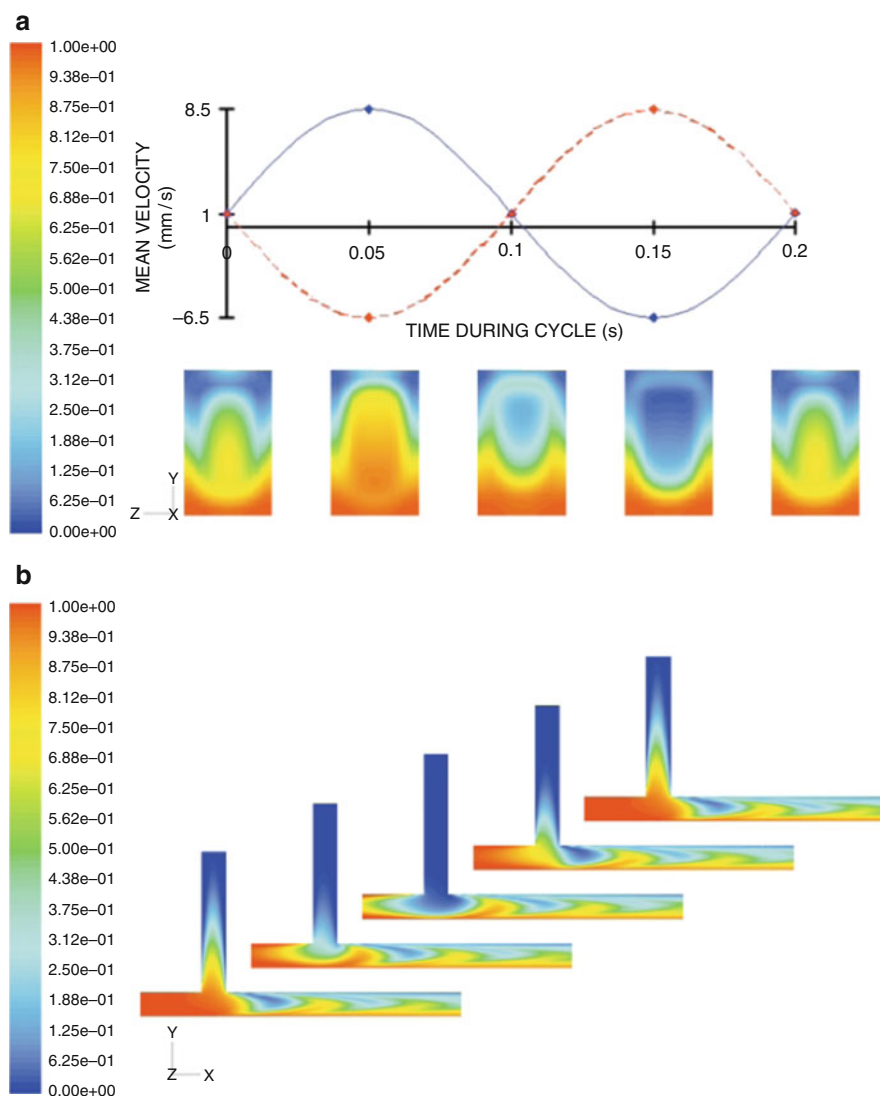 a
1.00e+00
9.38e–01
8.75e–01
8.12e–01
7.50e–01
6.88e–01
6.25e–01
5.62e–01
5.00e–01
4.38e–01
3.75e–01
3.12e–01
2.50e–01
1.88e–01
1.25e–01
6.25e–01
0.00e+00
MEAN VELOCITY
(mm / s)
8.5
1
–6.5
0
0.05
0.1
0.15
0.2
TIME DURING CYCLE (s)
Y
Z
X
b
1.00e+00
9.38e–01
8.75e–01
8.12e–01
7.50e–01
6.88e–01
6.25e–01
5.62e–01
5.00e–01
4.38e–01
3.75e–01
3.12e–01
2.50e–01
1.88e–01
1.25e–01
6.25e–01
0.00e+00
Y
Z
X